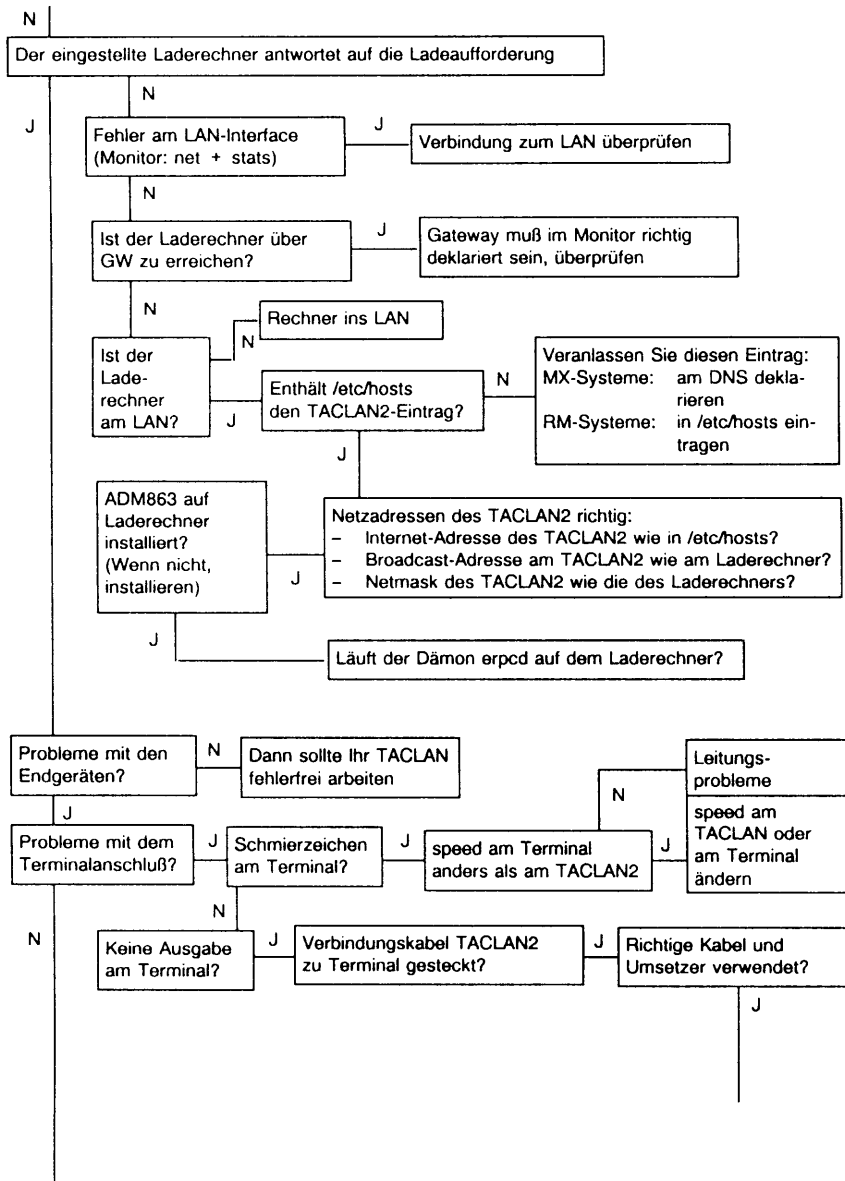 N
Der eingestellte Laderechner antwortet auf die Ladeaufforderung
N
J
Fehler am LAN-Interface
(Monitor: net + stats)
J
Verbindung zum LAN überprüfen
N
Ist der Laderechner über
GW zu erreichen?
J
Gateway muß im Monitor richtig
deklariert sein, überprüfen
N
Rechner ins LAN
N
Ist der
Lade-
rechner
am LAN?
J
Enthält /etc/hosts
den TACLAN2-Eintrag?
N
Veranlassen Sie diesen Eintrag:
MX-Systeme: am DNS dekla-
rieren
RM-Systeme: in /etc/hosts ein-
tragen
J
ADM863 auf
Laderechner
installiert?
(Wenn nicht,
installieren)
J
Netzadressen des TACLAN2 richtig:
– Internet-Adresse des TACLAN2 wie in /etc/hosts?
– Broadcast-Adresse am TACLAN2 wie am Laderechner?
– Netmask des TACLAN2 wie die des Laderechners?
J
Läuft der Dämon erpcd auf dem Laderechner?
Probleme mit den
Endgeräten?
N
Dann sollte Ihr TACLAN
fehlerfrei arbeiten
Leitungs-
probleme
N
J
Probleme mit dem
Terminalanschluß?
J
Schmierzeichen
am Terminal?
J
speed am Terminal
anders als am TACLAN2
J
speed am
TACLAN oder
am Terminal
ändern
N
N
Keine Ausgabe
am Terminal?
J
Verbindungskabel TACLAN2
zu Terminal gesteckt?
J
Richtige Kabel und
Umsetzer verwendet?
J